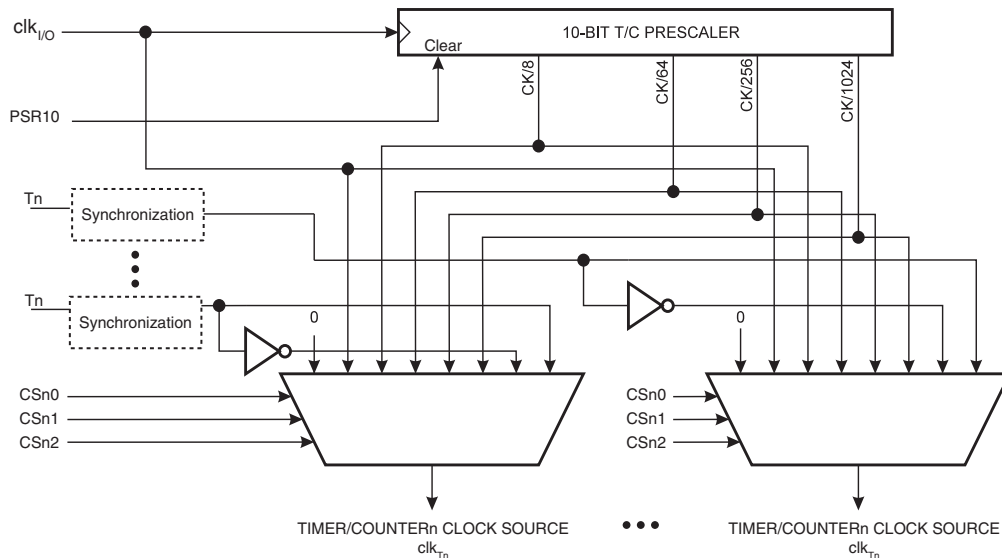 clkI/O
10-BIT T/C PRESCALER
Clear
PSR10
CK/8
CK/64
CK/256
CK/1024
Tn
Synchronization
Tn
Synchronization
0
0
CSn0
CSn1
CSn2
CSn0
CSn1
CSn2
TIMER/COUNTERn CLOCK SOURCE
clkTn
TIMER/COUNTERn CLOCK SOURCE
clkTn